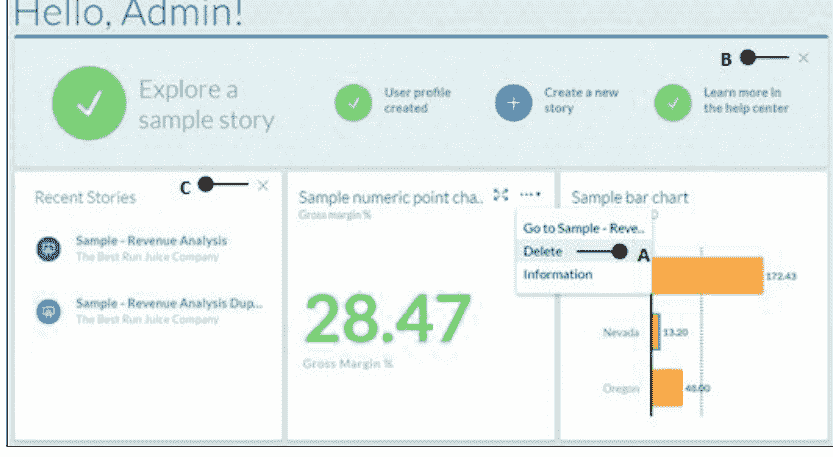 Hello, Admin!
B
Explore a
sample story
User profile
created
Create a new
story
Learn more in
the help center
Recent Stories
C
Sample - Revenue Analysis
The Best Run Juice Company
Sample - Revenue Analysis Dup...
The Best Run Juice Company
Sample numeric point cha..
Gross margin %
28.47
Gross Margin %
Go to Sample - Reve..
Delete
A
Information
Sample bar chart
172.43
Nevada
13.20
Oregon